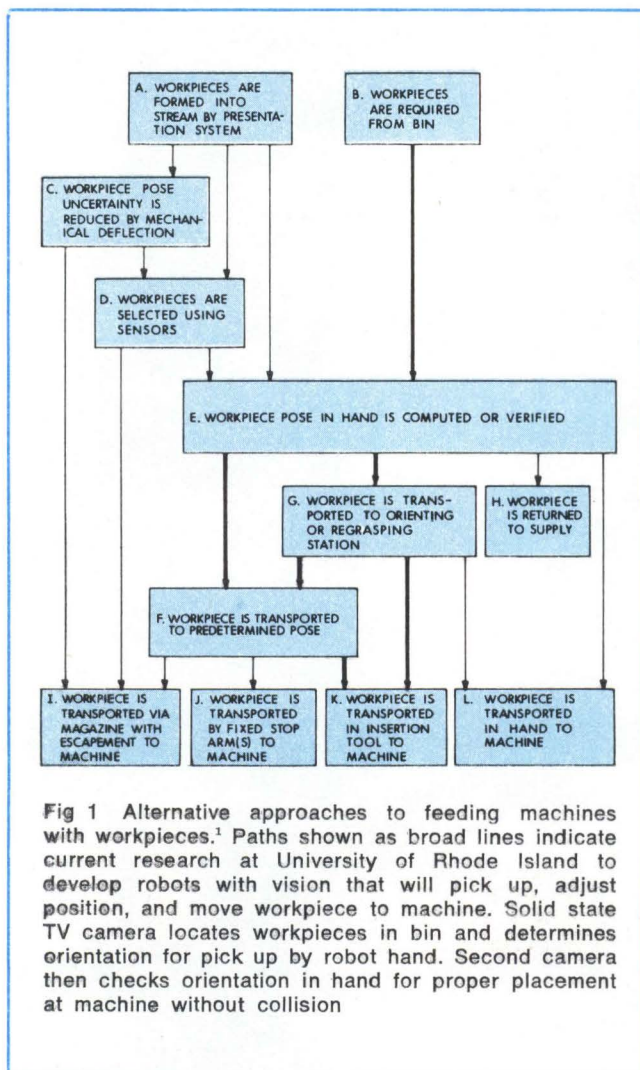 A. WORKPIECES ARE
FORMED INTO
STREAM BY PRESENTA-
TION SYSTEM
B. WORKPIECES
ARE REQUIRED
FROM BIN
C. WORKPIECE POSE
UNCERTAINTY IS
REDUCED BY MECHAN-
ICAL DEFLECTION
D. WORKPIECES ARE
SELECTED USING
SENSORS
E. WORKPIECE POSE IN HAND IS COMPUTED OR VERIFIED
G. WORKPIECE IS TRANS-
PORTED TO ORIENTING
OR REGRASPING
STATION
H. WORKPIECE
IS RETURNED
TO SUPPLY
F. WORKPIECE IS TRANSPORTED
TO PREDETERMINED POSE
I. WORKPIECE IS
TRANSPORTED VIA
MAGAZINE WITH
ESCAPEMENT TO
MACHINE
J. WORKPIECE IS
TRANSPORTED
BY FIXED STOP
ARM(S) TO
MACHINE
K. WORKPIECE IS
TRANSPORTED
IN INSERTION
TOOL TO
MACHINE
L. WORKPIECE IS
TRANSPORTED
IN HAND TO
MACHINE
Fig 1 Alternative approaches to feeding machines
with workpieces.¹ Paths shown as broad lines indicate
current research at University of Rhode Island to
develop robots with vision that will pick up, adjust
position, and move workpiece to machine. Solid state
TV camera locates workpieces in bin and determines
orientation for pick up by robot hand. Second camera
then checks orientation in hand for proper placement
at machine without collision